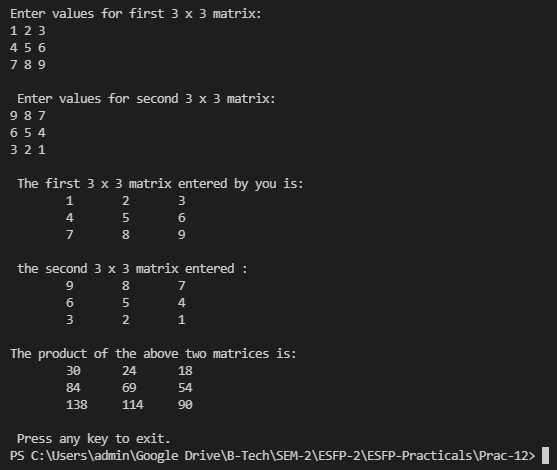 Enter values for first 3 x 3 matrix:
1 2 3
4 5 6
7 8 9
Enter values for second 3 x 3 matrix:
9 8 7
6 5 4
3 2 1
The first 3 x 3 matrix entered by you is:
1 2 3
4 5 6
7 8 9
the second 3 x 3 matrix entered :
9 8 7
6 5 4
3 2 1
The product of the above two matrices is:
30 24 18
84 69 54
138 114 90
Press any key to exit.
PS C:\Users\admin\Google Drive\B-Tech\SEM-2\ESFP-2\ESFP-Practicals\Prac-12>